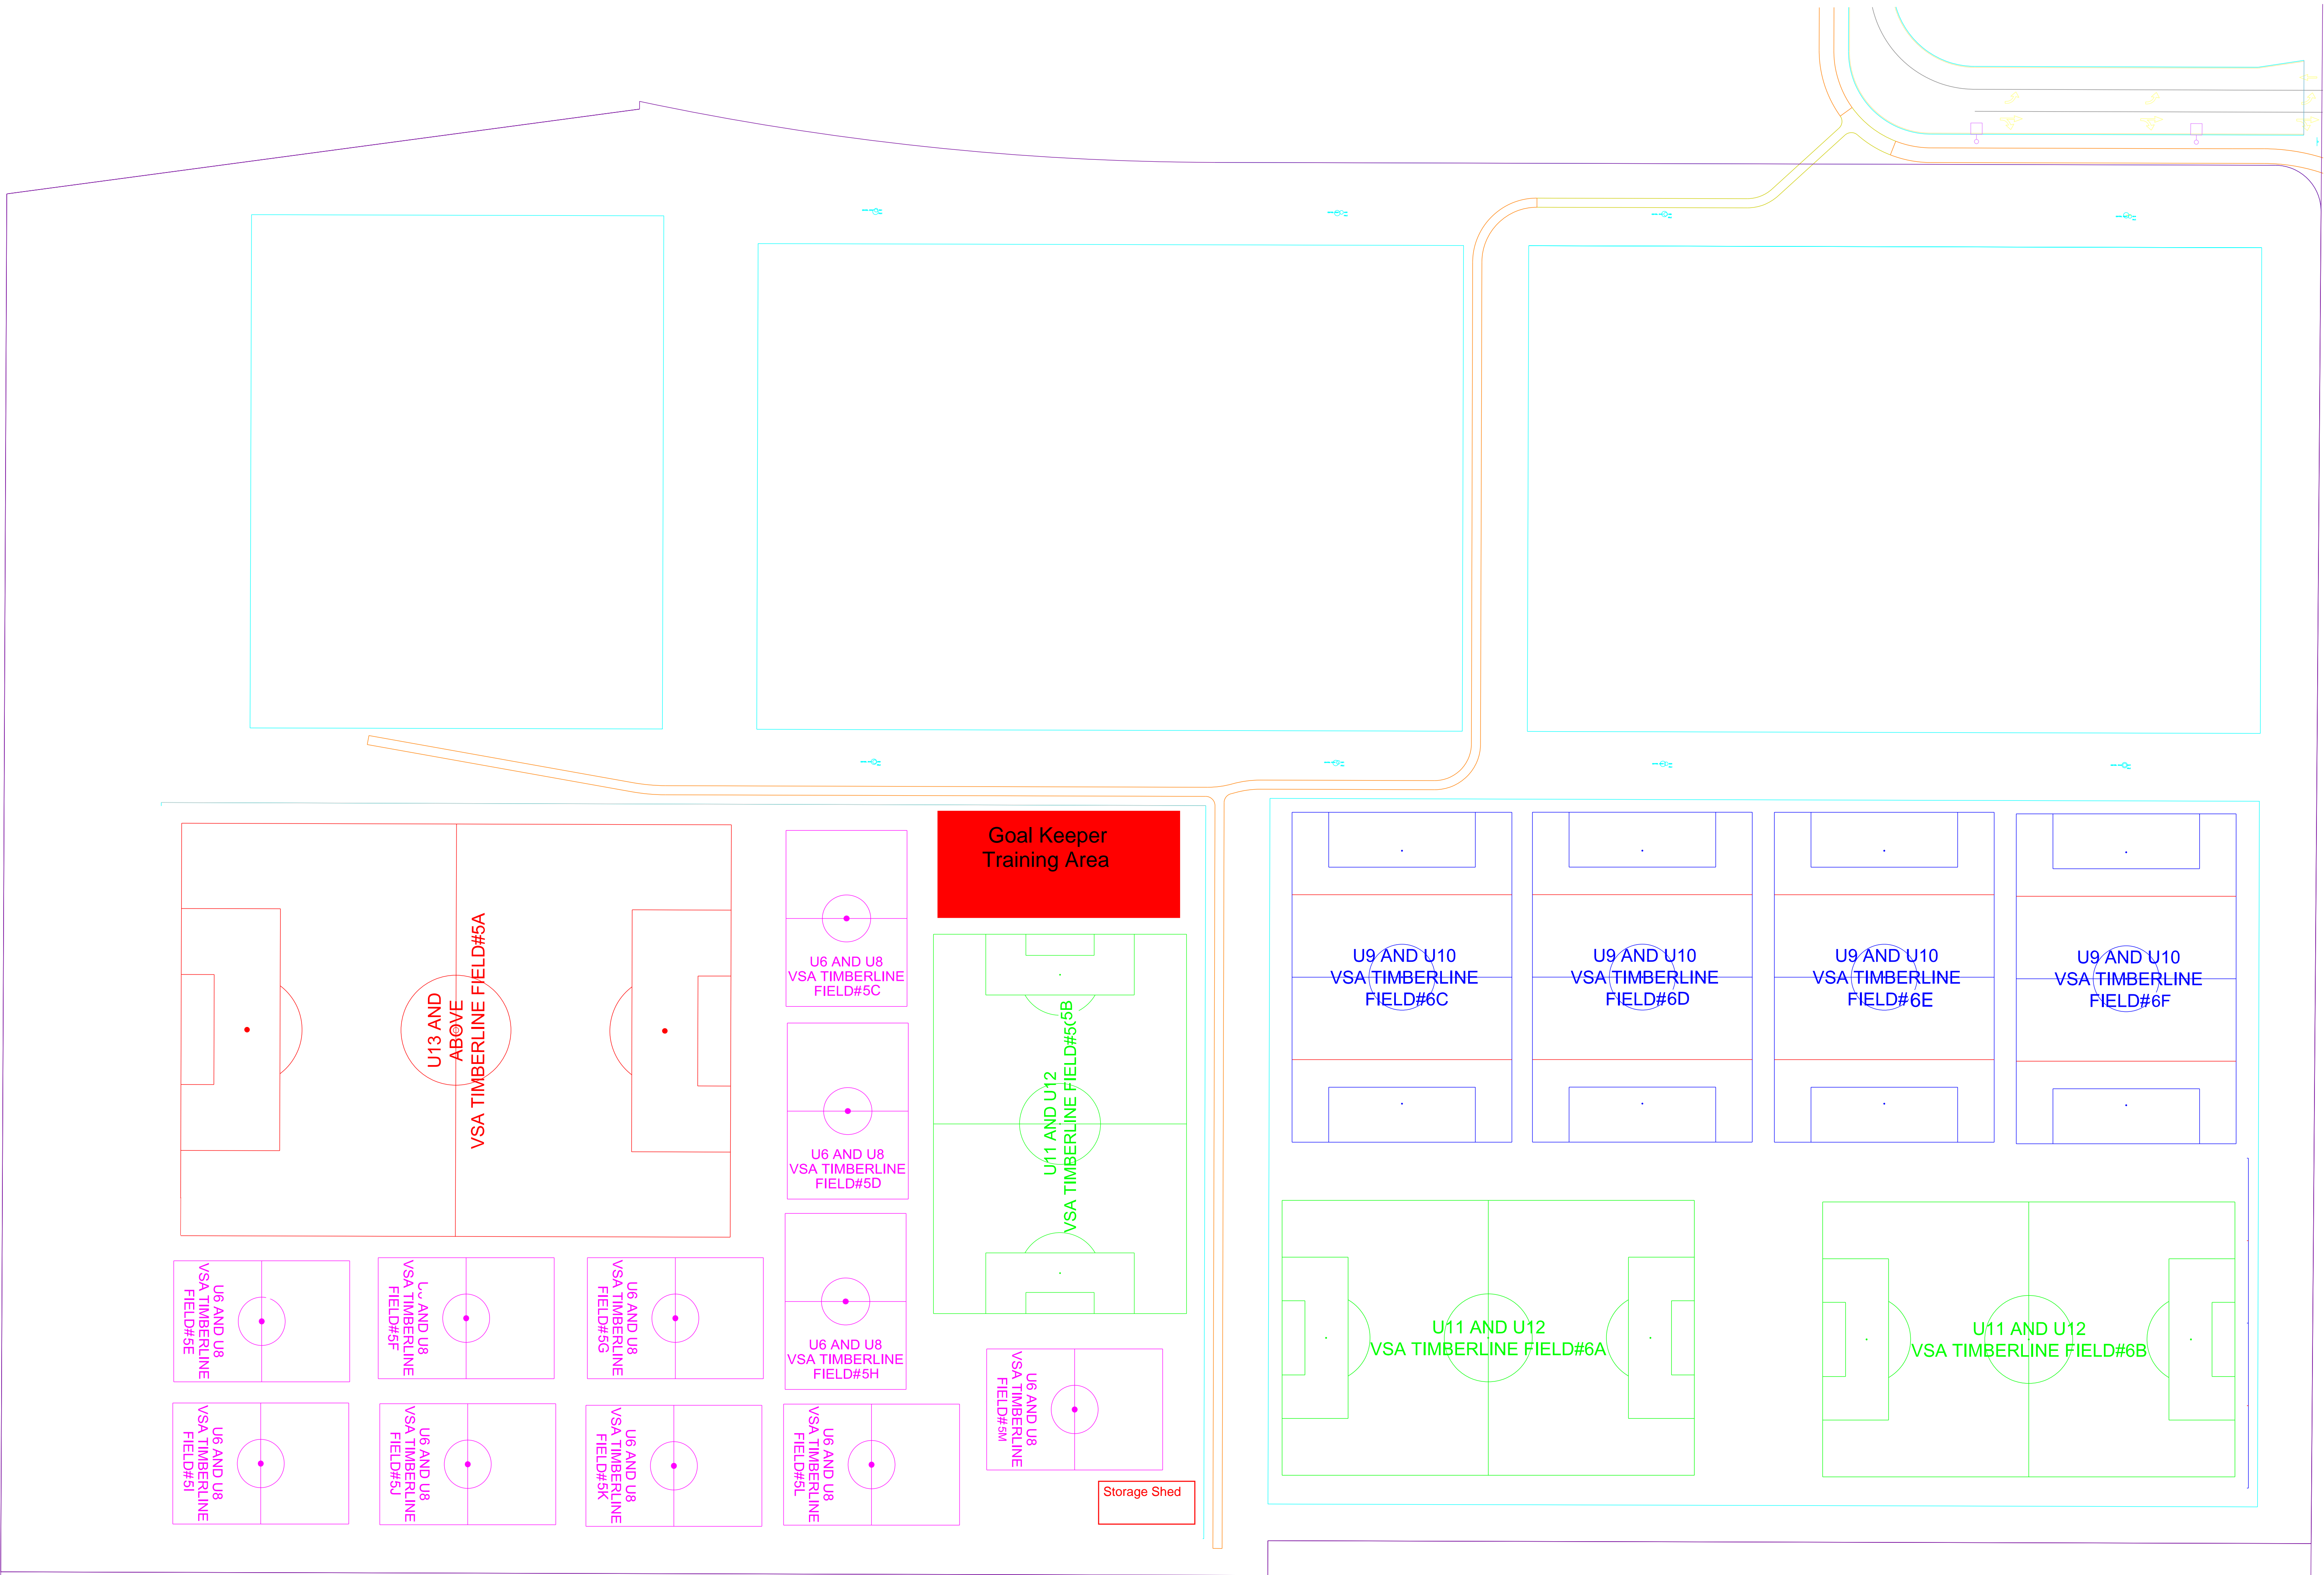 Goal Keeper
Training Area
U13 AND
ABOVE
VSA TIMBERLINE FIELD#5A
U6 AND U8
VSA TIMBERLINE
FIELD#5C
U6 AND U8
VSA TIMBERLINE
FIELD#5D
U6 AND U8
VSA TIMBERLINE
FIELD#5H
U11 AND U12
VSA TIMBERLINE FIELD#5B
U9 AND U10
VSA TIMBERLINE
FIELD#6C
U9 AND U10
VSA TIMBERLINE
FIELD#6D
U9 AND U10
VSA TIMBERLINE
FIELD#6E
U9 AND U10
VSA TIMBERLINE
FIELD#6F
U6 AND U8
VSA TIMBERLINE
FIELD#5E
U6 AND U8
VSA TIMBERLINE
FIELD#5F
U6 AND U8
VSA TIMBERLINE
FIELD#5G
U11 AND U12
VSA TIMBERLINE FIELD#6A
U11 AND U12
VSA TIMBERLINE FIELD#6B
U6 AND U8
VSA TIMBERLINE
FIELD#5I
U6 AND U8
VSA TIMBERLINE
FIELD#5J
U6 AND U8
VSA TIMBERLINE
FIELD#5K
U6 AND U8
VSA TIMBERLINE
FIELD#5L
U6 AND U8
VSA TIMBERLINE
FIELD#5M
Storage Shed